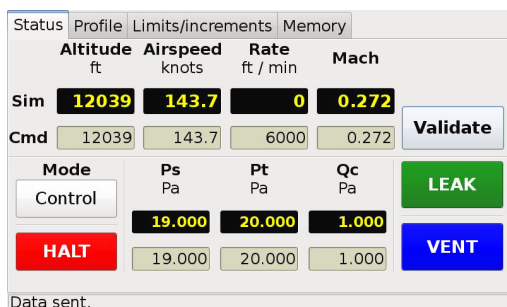 Status Profile Limits/increments Memory
Altitude Airspeed Rate Mach
ft knots ft / min
Sim 12039 143.7 0 0.272
Cmd 12039 143.7 6000 0.272 Validate
Mode Ps Pt Qc
Pa Pa Pa LEAK
Control
19.000 20.000 1.000
HALT 19.000 20.000 1.000 VENT
Data sent.